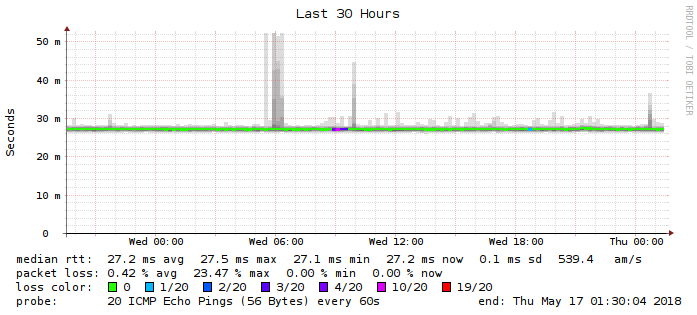 Last 30 Hours
RRDTOOL / TOBI OETIKER
Seconds
50 m
40 m
30 m
20 m
10 m
0
Wed 00:00 Wed 06:00 Wed 12:00 Wed 18:00 Thu 00:00
median rtt: 27.2 ms avg 27.5 ms max 27.1 ms min 27.2 ms now 0.1 ms sd 539.4 am/s
packet loss: 0.42 % avg 23.47 % max 0.00 % min 0.00 % now
loss color: 0 1/20 2/20 3/20 4/20 10/20 19/20
probe: 20 ICMP Echo Pings (56 Bytes) every 60s end: Thu May 17 01:30:04 2018